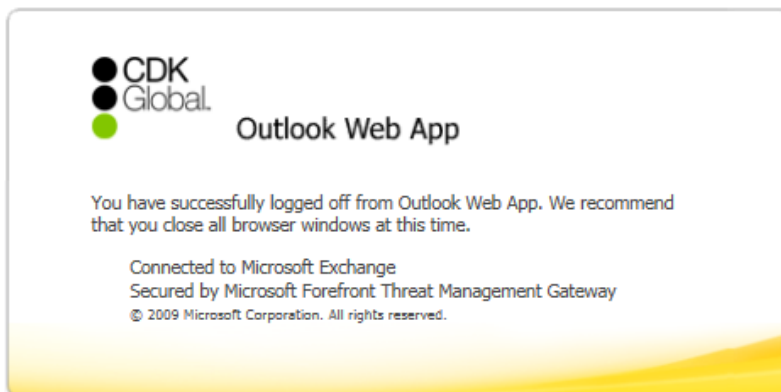 CDK
Global.
Outlook Web App
You have successfully logged off from Outlook Web App. We recommend
that you close all browser windows at this time.
Connected to Microsoft Exchange
Secured by Microsoft Forefront Threat Management Gateway
© 2009 Microsoft Corporation. All rights reserved.